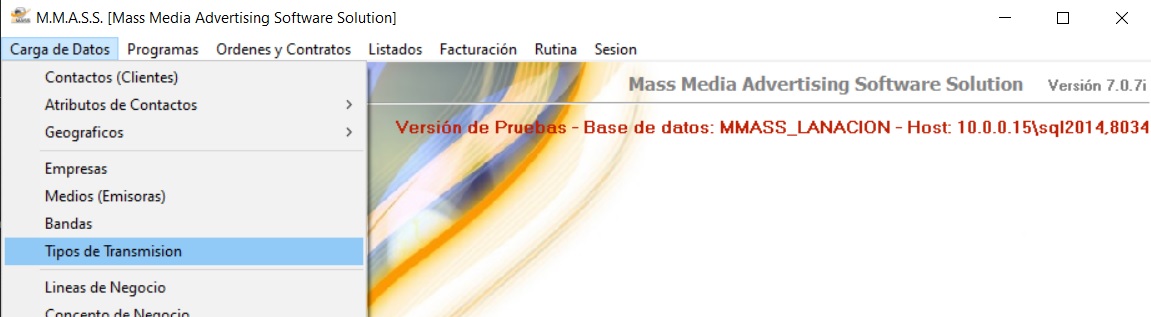 M.M.A.S.S. [Mass Media Advertising Software Solution]
Carga de Datos Programas Ordenes y Contratos Listados Facturación Rutina Sesion
Mass Media Advertising Software Solution Versión 7.0.7i
Versión de Pruebas - Base de datos: MMASS_LANACION - Host: 10.0.0.15\sql2014,8034
Contactos (Clientes)
Atributos de Contactos
Geograficos
Empresas
Medios (Emisoras)
Bandas
Tipos de Transmision
Lineas de Negocio
Concepto de Negocio